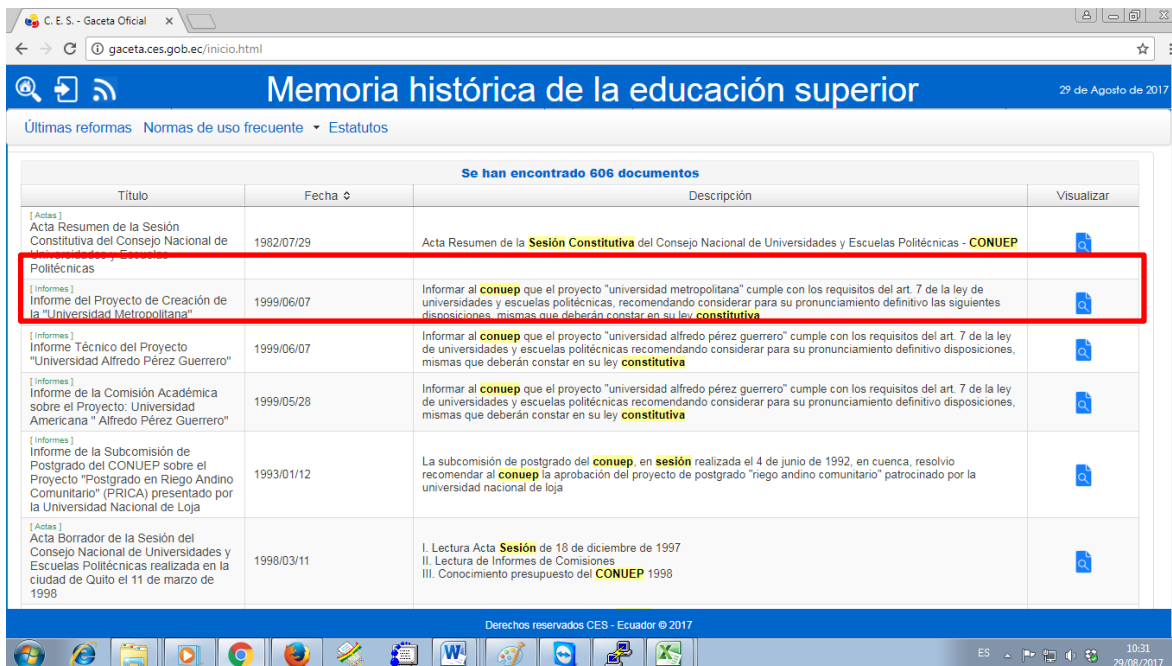 C. E. S. - Gaceta Oficial
gaceta.ces.gob.ec/inicio.html
Memoria histórica de la educación superior
29 de Agosto de 2017
Últimas reformas Normas de uso frecuente Estatutos
Se han encontrado 606 documentos
Título Fecha Descripción Visualizar
[ Actas ]
Acta Resumen de la Sesión
Constitutiva del Consejo Nacional de
Universidades y Escuelas
Politécnicas
1982/07/29
Acta Resumen de la Sesión Constitutiva del Consejo Nacional de Universidades y Escuelas Politécnicas - CONUEP
[ Informes ]
Informe del Proyecto de Creación de
la "Universidad Metropolitana"
1999/06/07
Informar al conuep que el proyecto "universidad metropolitana" cumple con los requisitos del art. 7 de la ley de
universidades y escuelas politécnicas, recomendando considerar para su pronunciamiento definitivo las siguientes
disposiciones, mismas que deberán constar en su ley constitutiva
[ Informes ]
Informe Técnico del Proyecto
"Universidad Alfredo Pérez Guerrero"
1999/06/07
Informar al conuep que el proyecto "universidad alfredo pérez guerrero" cumple con los requisitos del art. 7 de la ley
de universidades y escuelas politécnicas recomendando considerar para su pronunciamiento definitivo disposiciones,
mismas que deberán constar en su ley constitutiva
[ Informes ]
Informe de la Comisión Académica
sobre el Proyecto: Universidad
Americana " Alfredo Pérez Guerrero"
1999/05/28
Informar al conuep que el proyecto "universidad alfredo pérez guerrero" cumple con los requisitos del art. 7 de la ley
de universidades y escuelas politécnicas recomendando considerar para su pronunciamiento definitivo disposiciones,
mismas que deberán constar en su ley constitutiva
[ Informes ]
Informe de la Subcomisión de
Postgrado del CONUEP sobre el
Proyecto "Postgrado en Riego Andino
Comunitario" (PRICA) presentado por
la Universidad Nacional de Loja
1993/01/12
La subcomisión de postgrado del conuep, en sesión realizada el 4 de junio de 1992, en cuenca, resolvio
recomendar al conuep la aprobación del proyecto de postgrado "riego andino comunitario" patrocinado por la
universidad nacional de loja
[ Actas ]
Acta Borrador de la Sesión del
Consejo Nacional de Universidades y
Escuelas Politécnicas realizada en la
ciudad de Quito el 11 de marzo de
1998
1998/03/11
I. Lectura Acta Sesión de 18 de diciembre de 1997
II. Lectura de Informes de Comisiones
III. Conocimiento presupuesto del CONUEP 1998
Derechos reservados CES - Ecuador © 2017
ES
10:31
29/08/2017